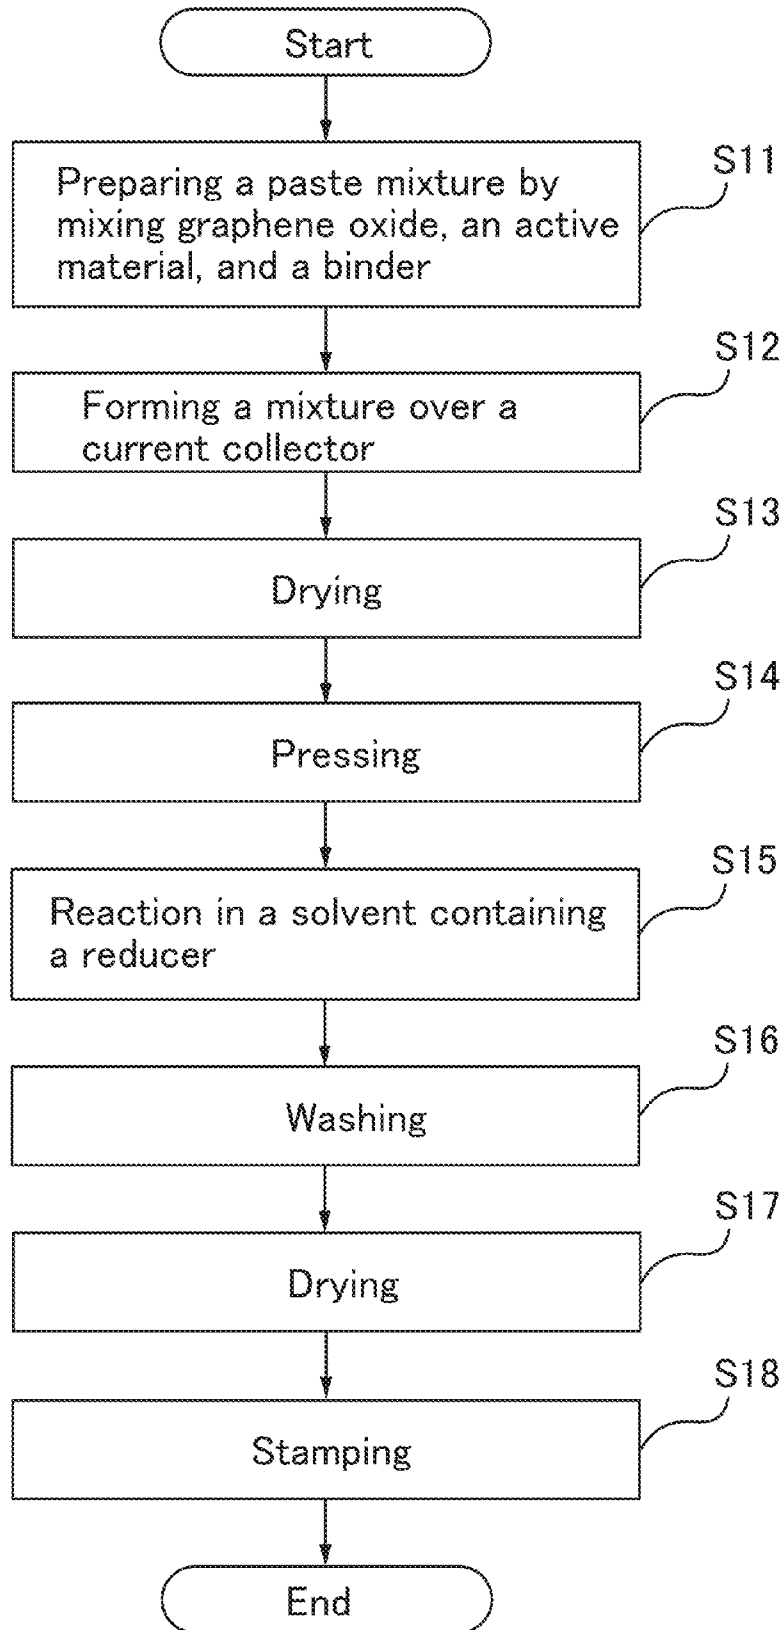 Start
S11
Preparing a paste mixture by
mixing graphene oxide, an active
material, and a binder
S12
Forming a mixture over a
current collector
S13
Drying
S14
Pressing
S15
Reaction in a solvent containing
a reducer
S16
Washing
S17
Drying
S18
Stamping
End